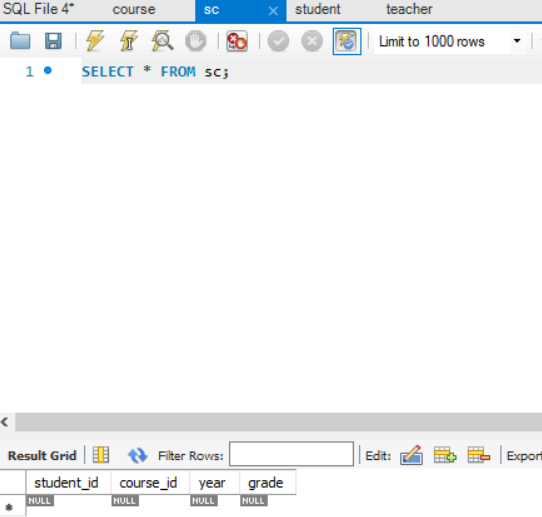 SQL File 4* course sc student teacher
Limit to 1000 rows
1 SELECT * FROM sc;
Result Grid Filter Rows: Edit: Export
student_id course_id year grade
NULL NULL NULL NULL